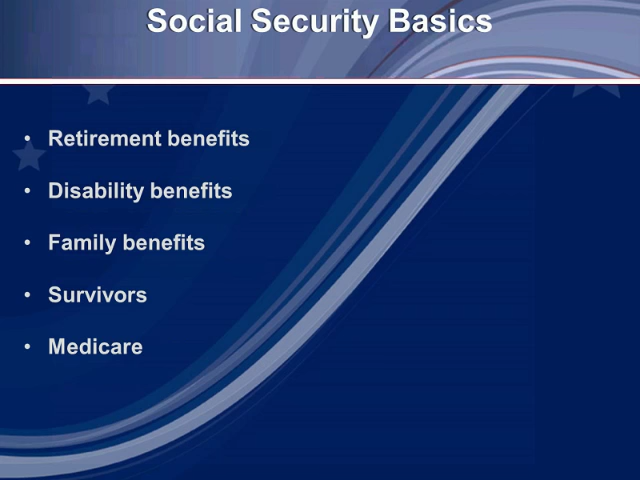 Social Security Basics
• Retirement benefits
• Disability benefits
• Family benefits
• Survivors
• Medicare